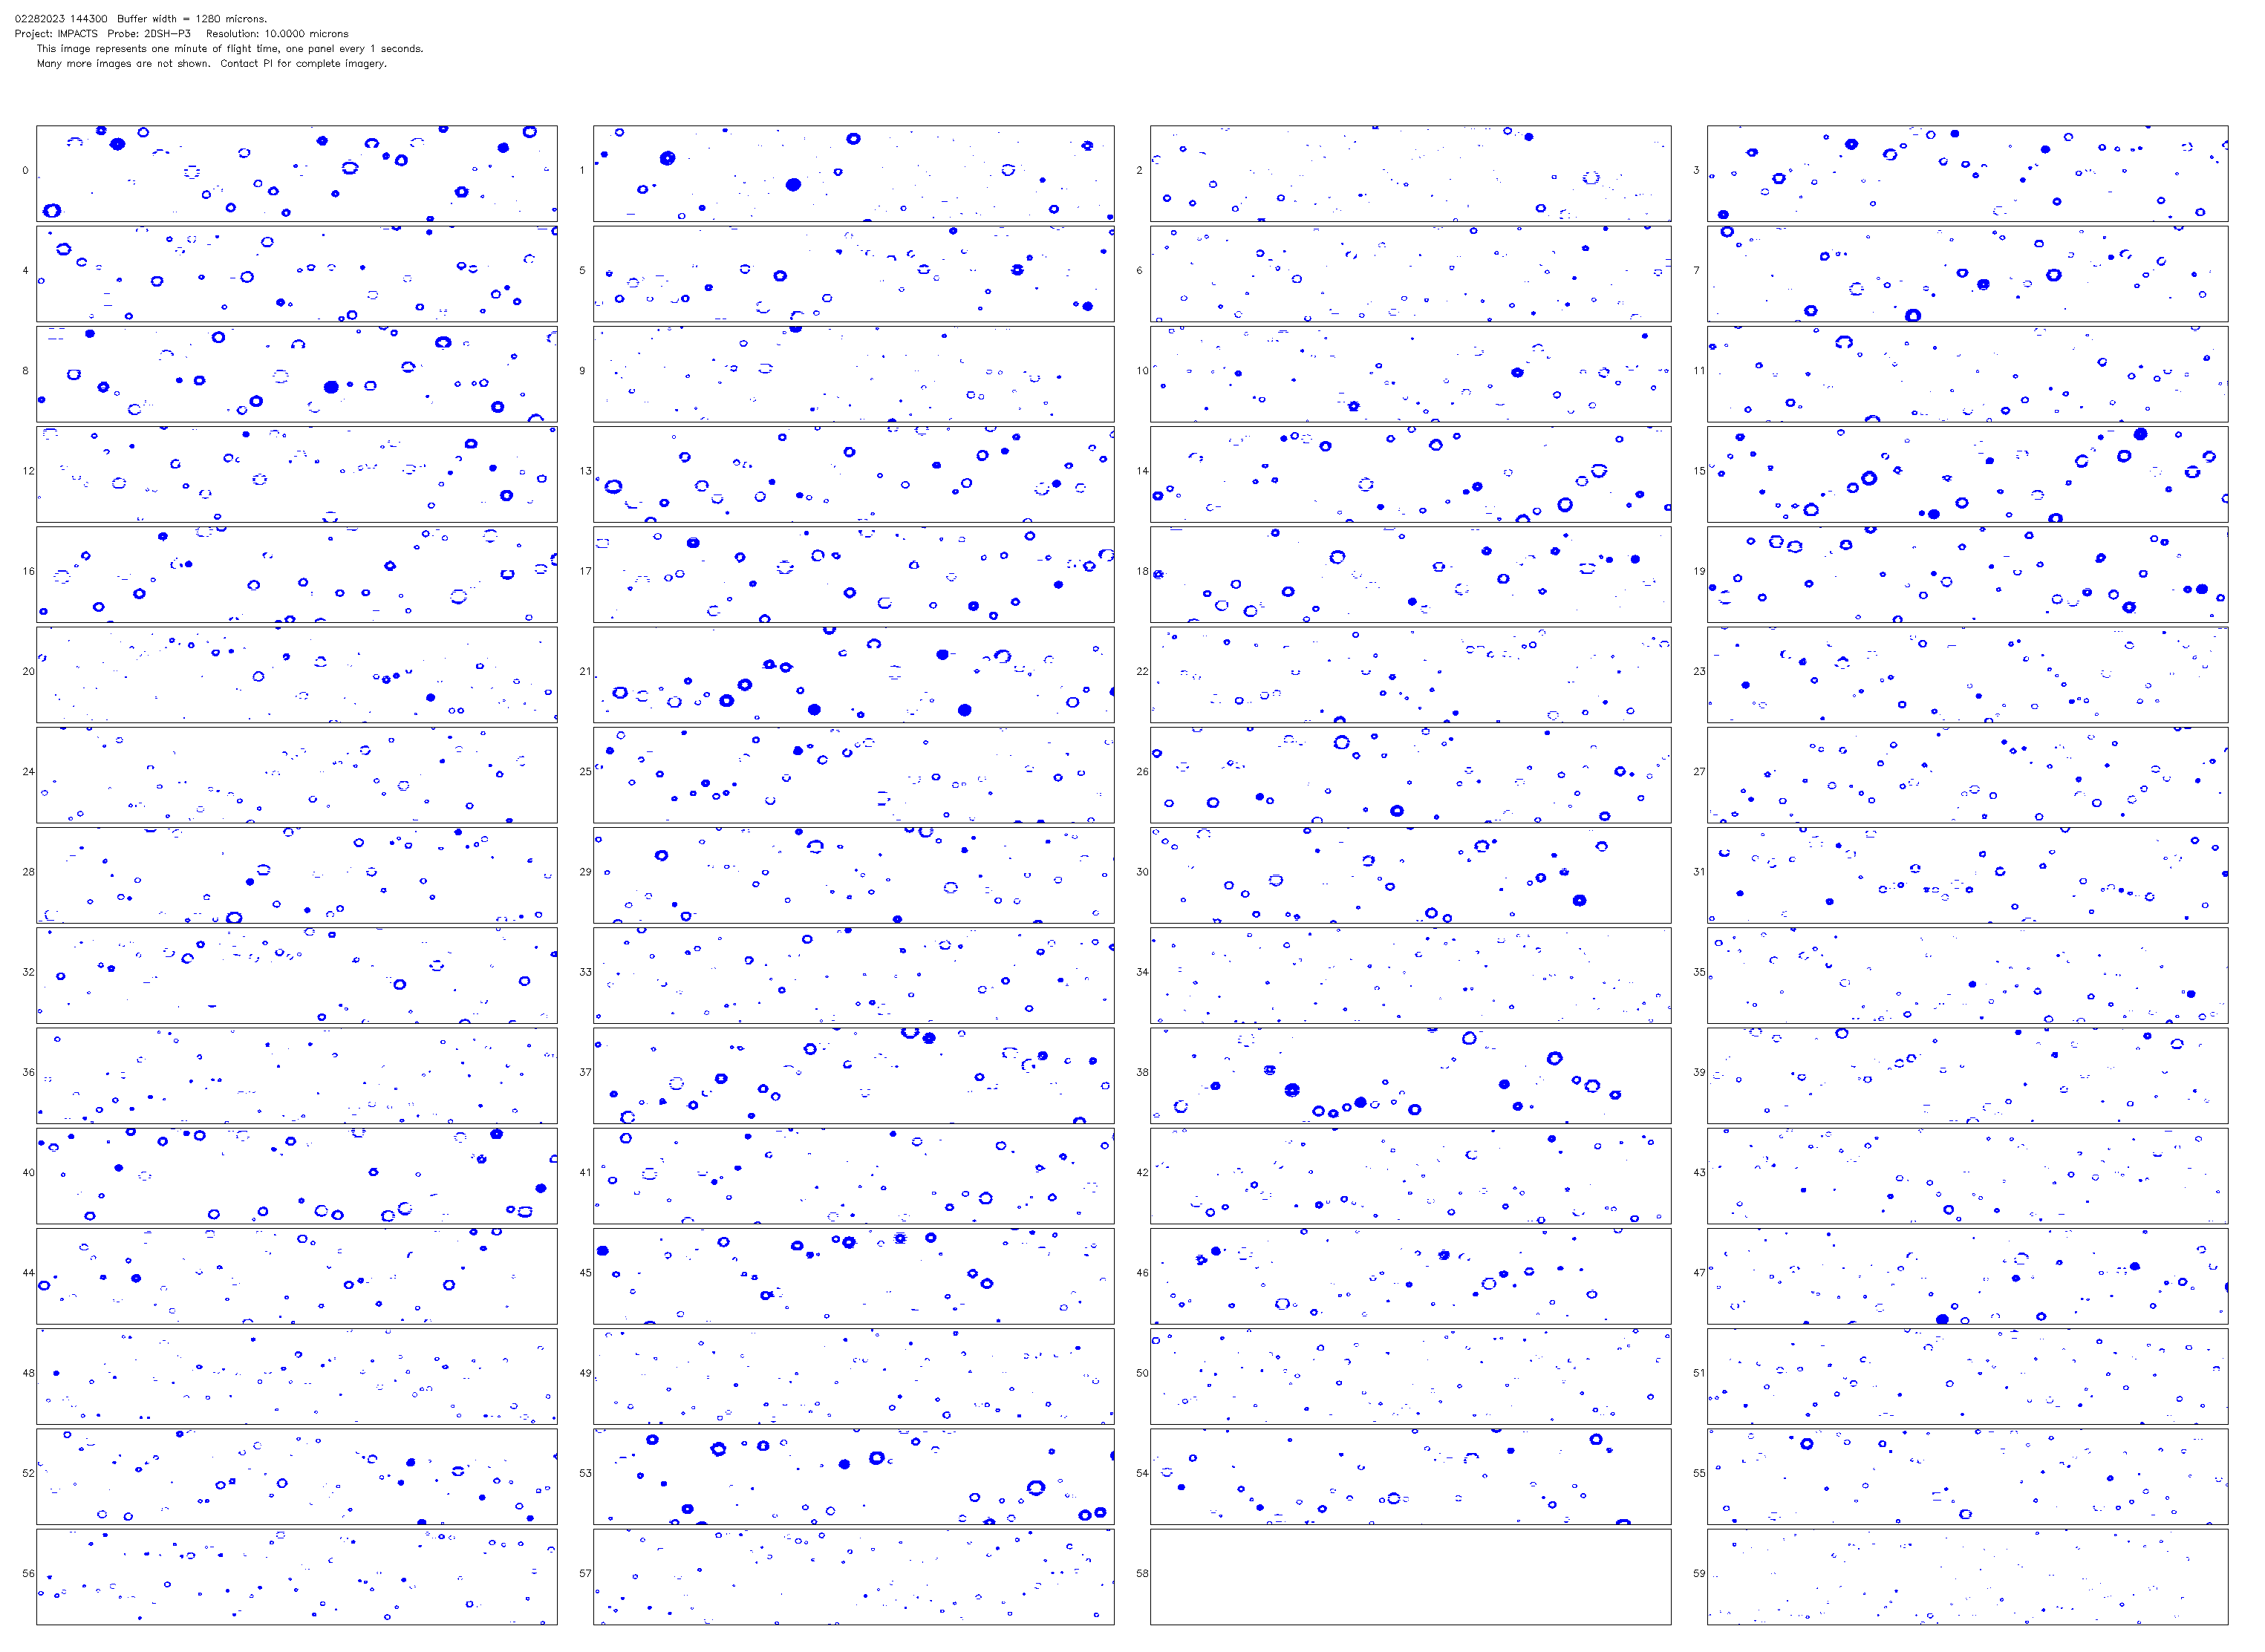 02282023 144300  Buffer width = 1280 microns.
Project: IMPACTS  Probe: 2DSH-P3    Resolution: 10.0000 microns
This image represents one minute of flight time, one panel every 1 seconds.
Many more images are not shown.  Contact PI for complete imagery.
0 1 2 3
4 5 6 7
8 9 10 11
12 13 14 15
16 17 18 19
20 21 22 23
24 25 26 27
28 29 30 31
32 33 34 35
36 37 38 39
40 41 42 43
44 45 46 47
48 49 50 51
52 53 54 55
56 57 58 59